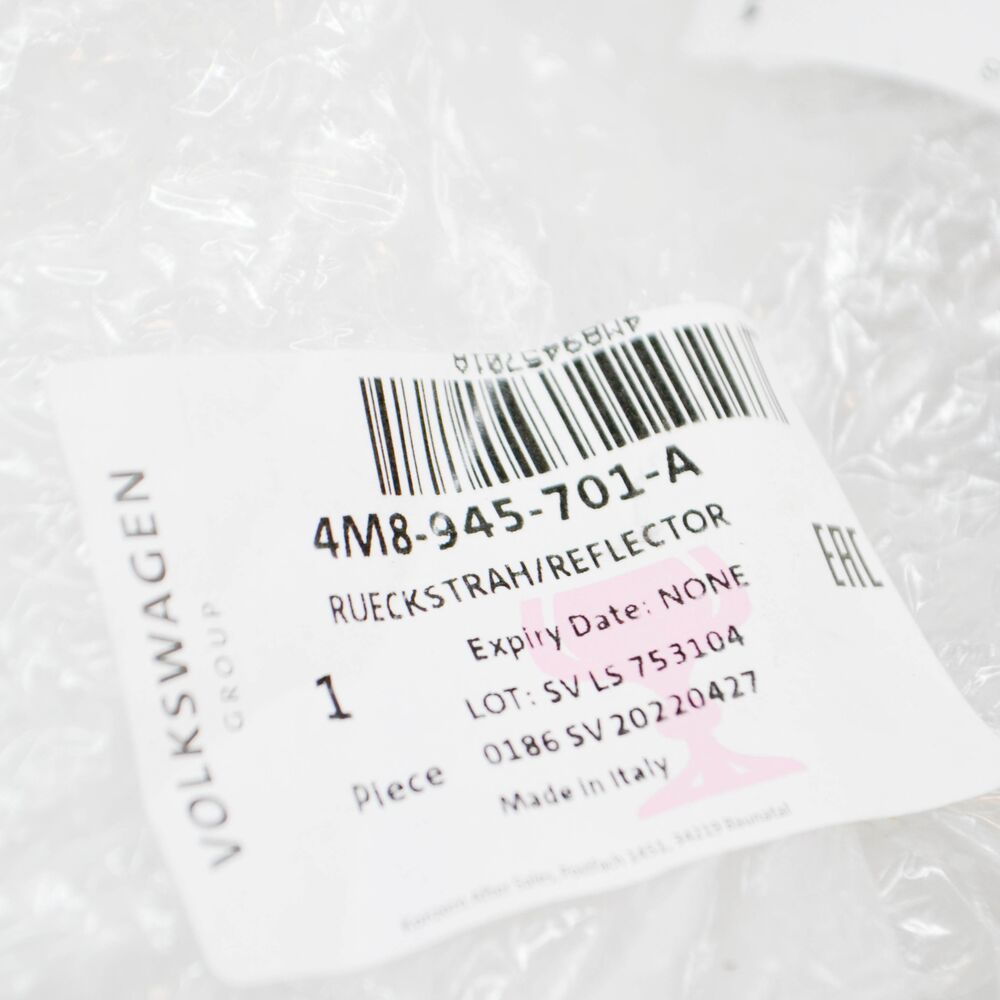 4M8945701A
4M8-945-701-A
RUECKSTRAH/REFLECTOR
Expiry Date: NONE
1
LOT: SV LS 753104
Piece
0186 SV 20220427
Made in Italy
VOLKSWAGEN
GROUP
EAC